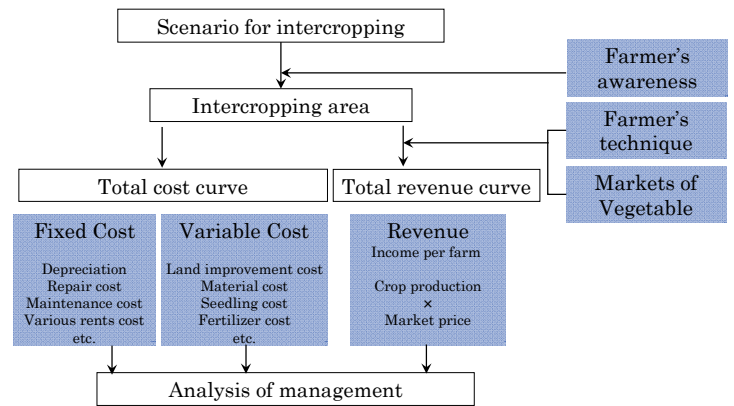 Scenario for intercropping
Farmer's
awareness
Intercropping area
Farmer's
technique
Total cost curve
Total revenue curve
Markets of
Vegetable
Fixed Cost
Depreciation
Repair cost
Maintenance cost
Various rents cost
etc.
Variable Cost
Land improvement cost
Material cost
Seedling cost
Fertilizer cost
etc.
Revenue
Income per farm
Crop production
×
Market price
Analysis of management